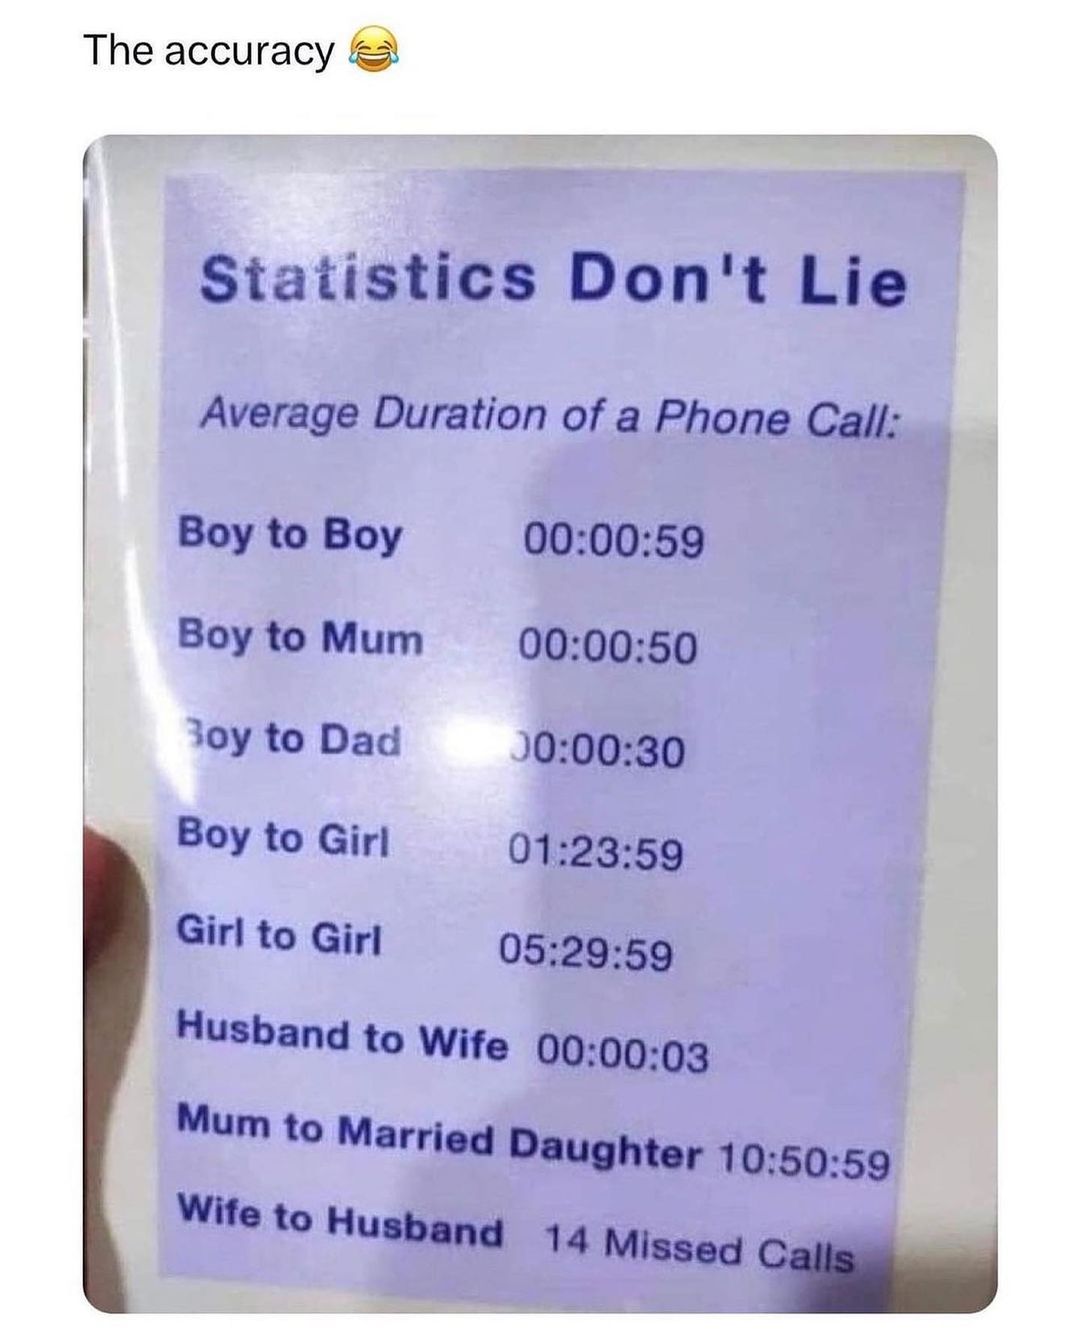 The accuracy 😂
Statistics Don't Lie
Average Duration of a Phone Call:
Boy to Boy 00:00:59
Boy to Mum 00:00:50
Boy to Dad 00:00:30
Boy to Girl 01:23:59
Girl to Girl 05:29:59
Husband to Wife 00:00:03
Mum to Married Daughter 10:50:59
Wife to Husband 14 Missed Calls